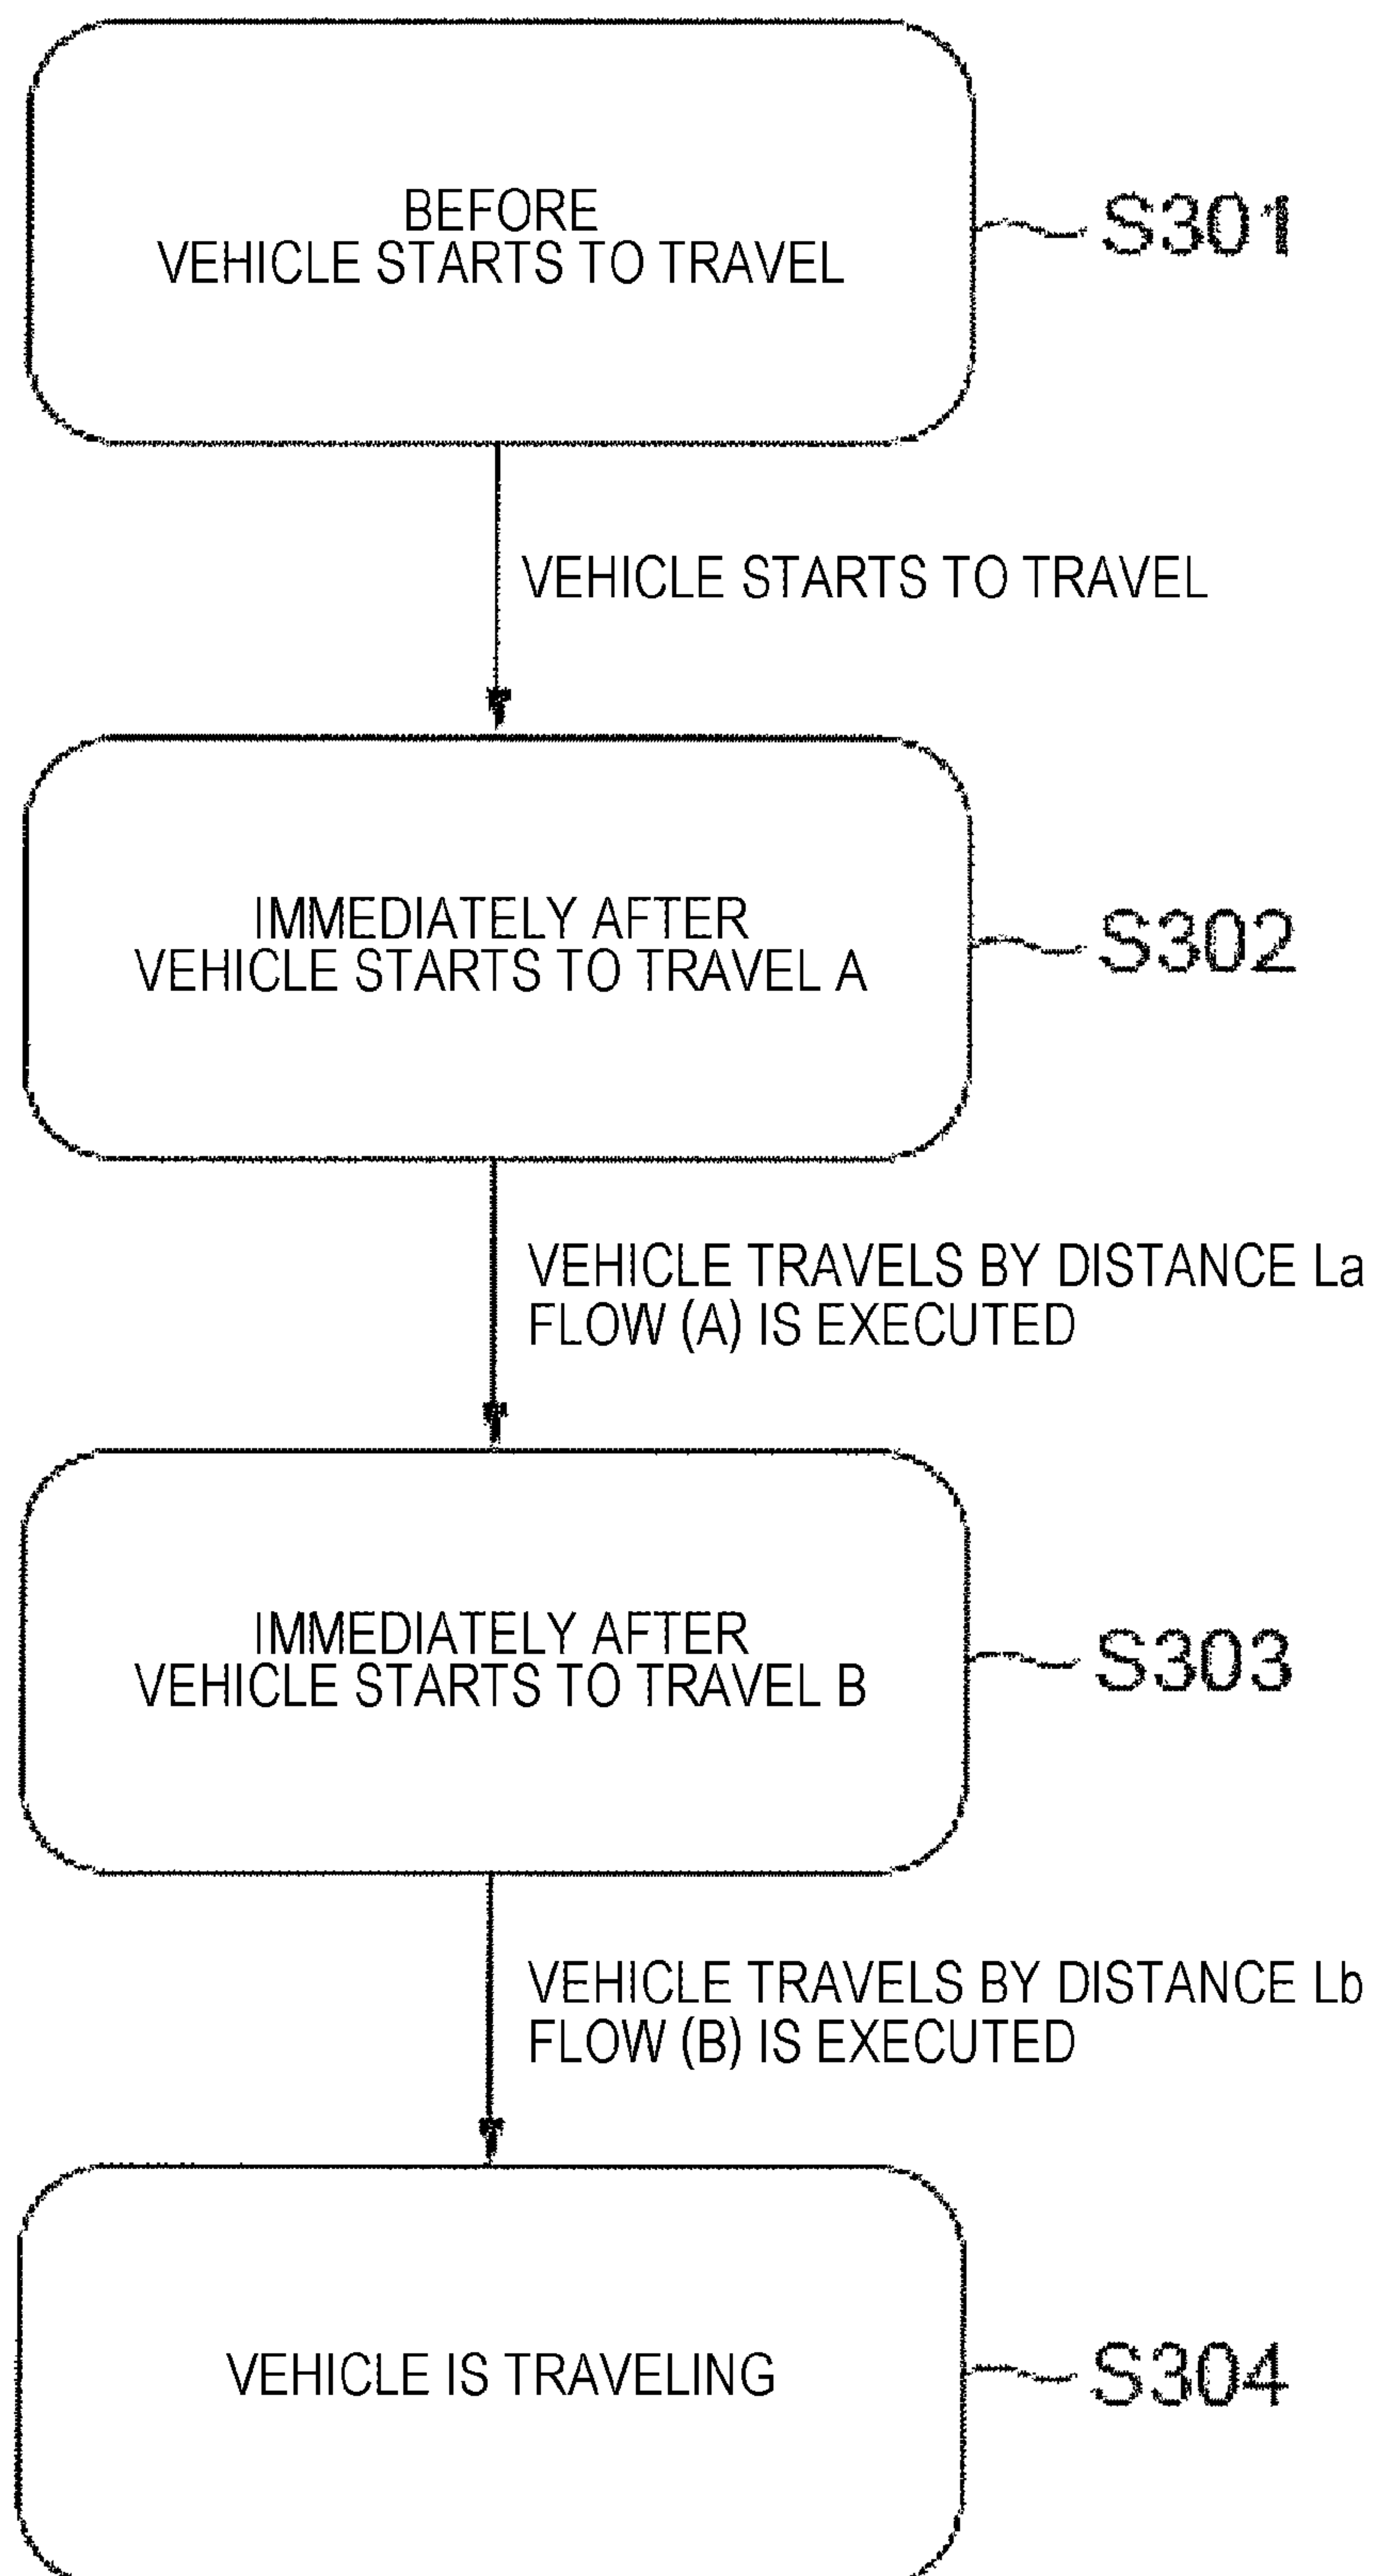 BEFORE
VEHICLE STARTS TO TRAVEL
S301
VEHICLE STARTS TO TRAVEL
IMMEDIATELY AFTER
VEHICLE STARTS TO TRAVEL A
S302
VEHICLE TRAVELS BY DISTANCE La
FLOW (A) IS EXECUTED
IMMEDIATELY AFTER
VEHICLE STARTS TO TRAVEL B
S303
VEHICLE TRAVELS BY DISTANCE Lb
FLOW (B) IS EXECUTED
VEHICLE IS TRAVELING
S304